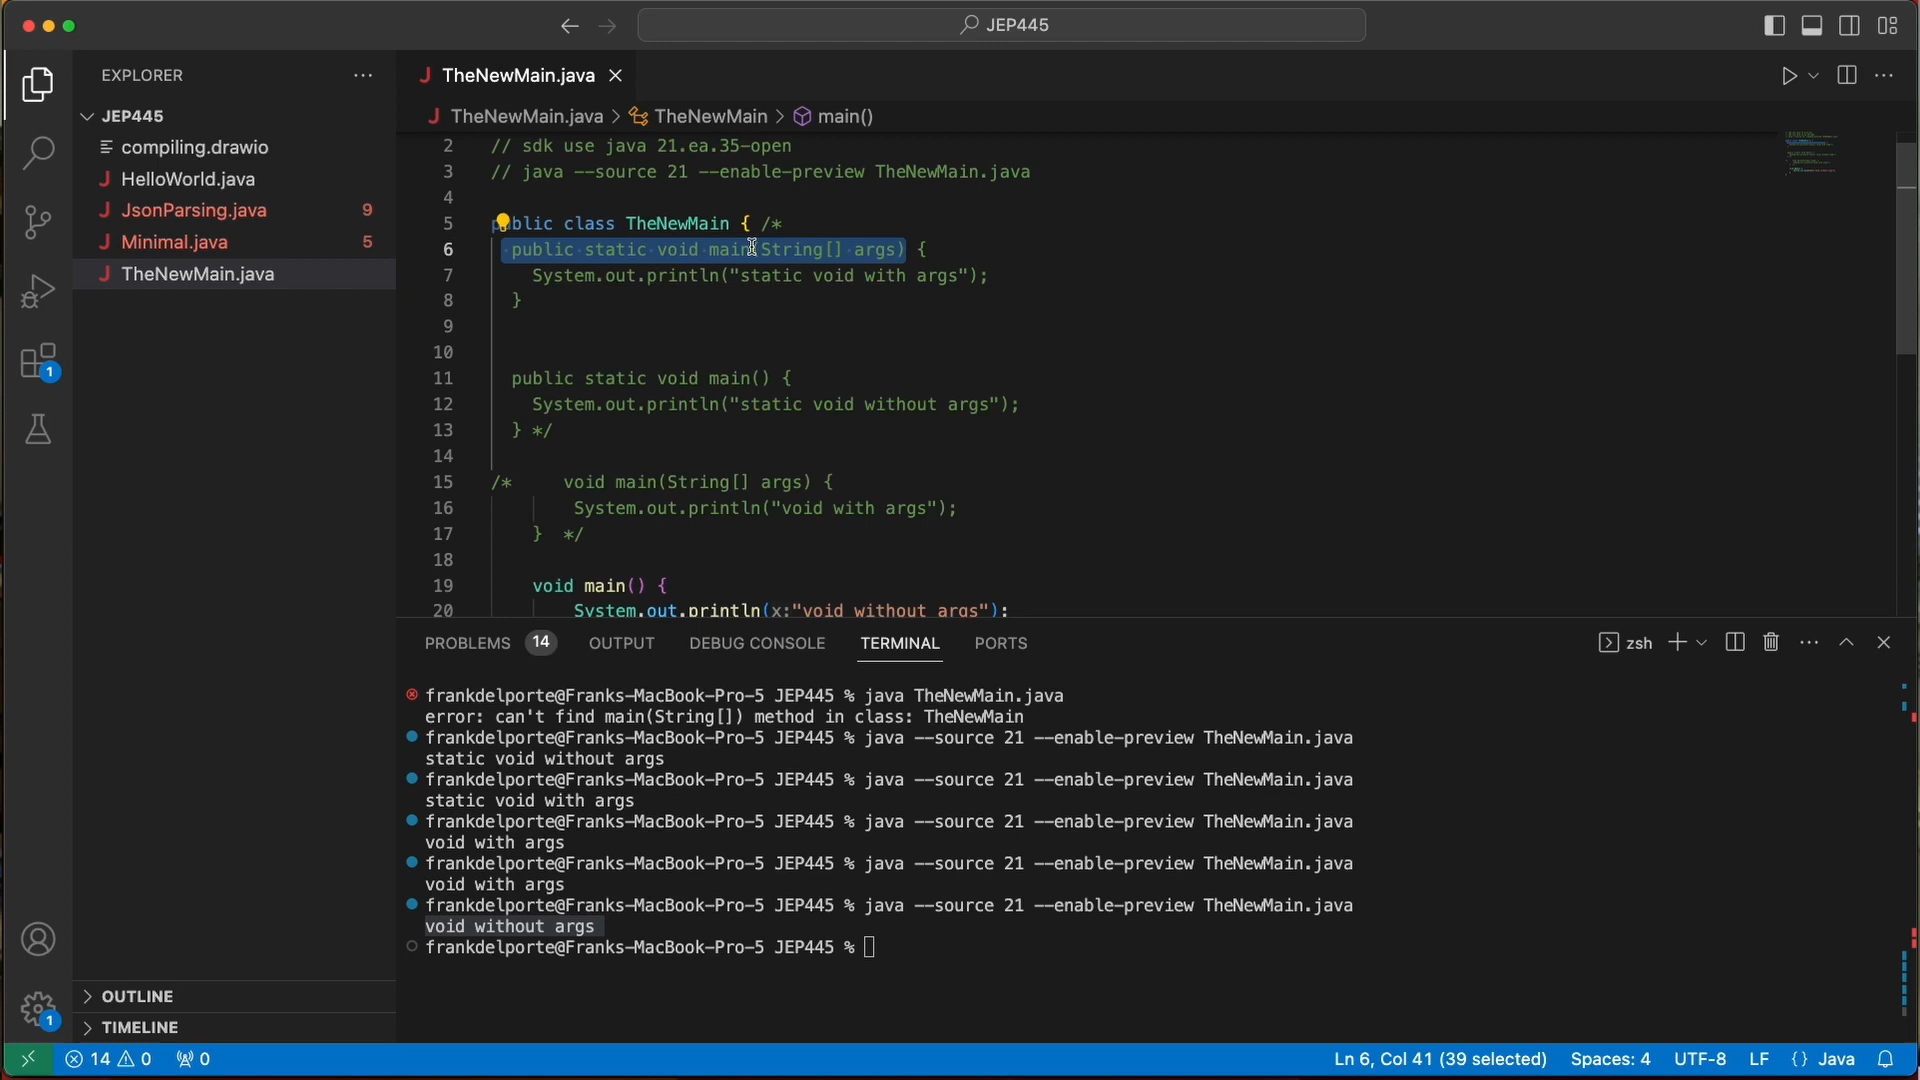 JEP445
EXPLORER
JEP445
compiling.drawio
HelloWorld.java
JsonParsing.java 9
Minimal.java 5
TheNewMain.java
OUTLINE
TIMELINE
1
1
TheNewMain.java
TheNewMain.java > TheNewMain > main()
2 // sdk use java 21.ea.35-open
3 // java --source 21 --enable-preview TheNewMain.java
4
5 public class TheNewMain { /*
6 public static void main(String[] args) {
7 System.out.println("static void with args");
8 }
9
10
11 public static void main() {
12 System.out.println("static void without args");
13 } */
14
15 /* void main(String[] args) {
16 System.out.println("void with args");
17 } */
18
19 void main() {
20 System.out.println(x:"void without args");
PROBLEMS 14 OUTPUT DEBUG CONSOLE TERMINAL PORTS zsh
frankdelporte@Franks-MacBook-Pro-5 JEP445 % java TheNewMain.java
error: can't find main(String[]) method in class: TheNewMain
frankdelporte@Franks-MacBook-Pro-5 JEP445 % java --source 21 --enable-preview TheNewMain.java
static void without args
frankdelporte@Franks-MacBook-Pro-5 JEP445 % java --source 21 --enable-preview TheNewMain.java
static void with args
frankdelporte@Franks-MacBook-Pro-5 JEP445 % java --source 21 --enable-preview TheNewMain.java
void with args
frankdelporte@Franks-MacBook-Pro-5 JEP445 % java --source 21 --enable-preview TheNewMain.java
void with args
frankdelporte@Franks-MacBook-Pro-5 JEP445 % java --source 21 --enable-preview TheNewMain.java
void without args
frankdelporte@Franks-MacBook-Pro-5 JEP445 %
14 0 0 Ln 6, Col 41 (39 selected) Spaces: 4 UTF-8 LF {} Java